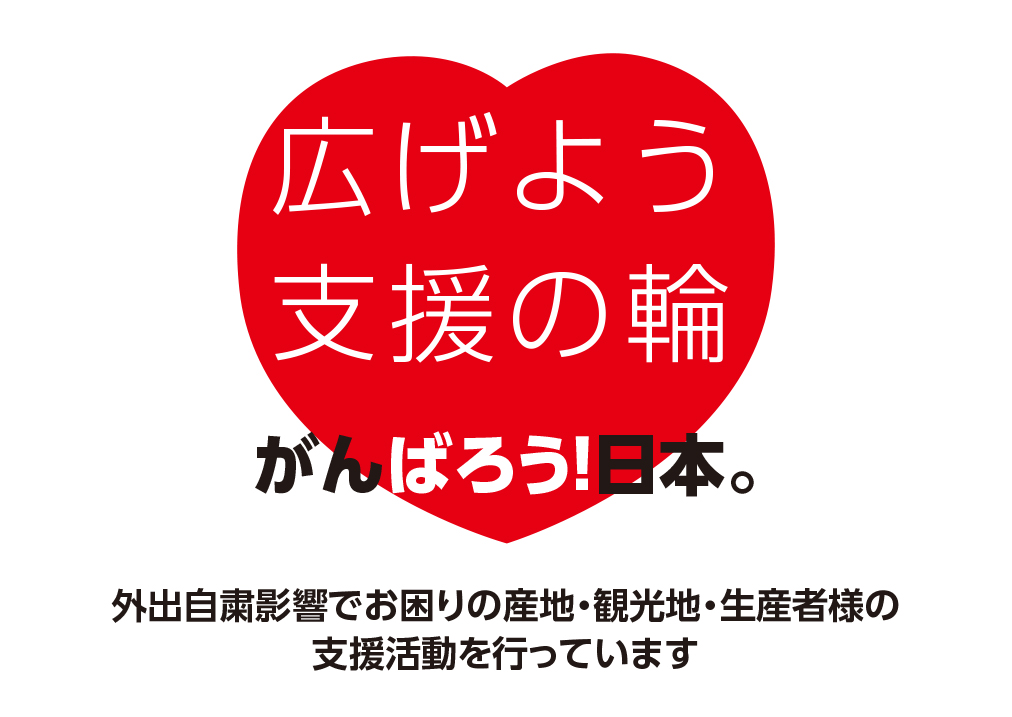 広げよう
支援の輪
がんばろう!日本。
外出自粛影響でお困りの産地・観光地・生産者様の
支援活動を行っています